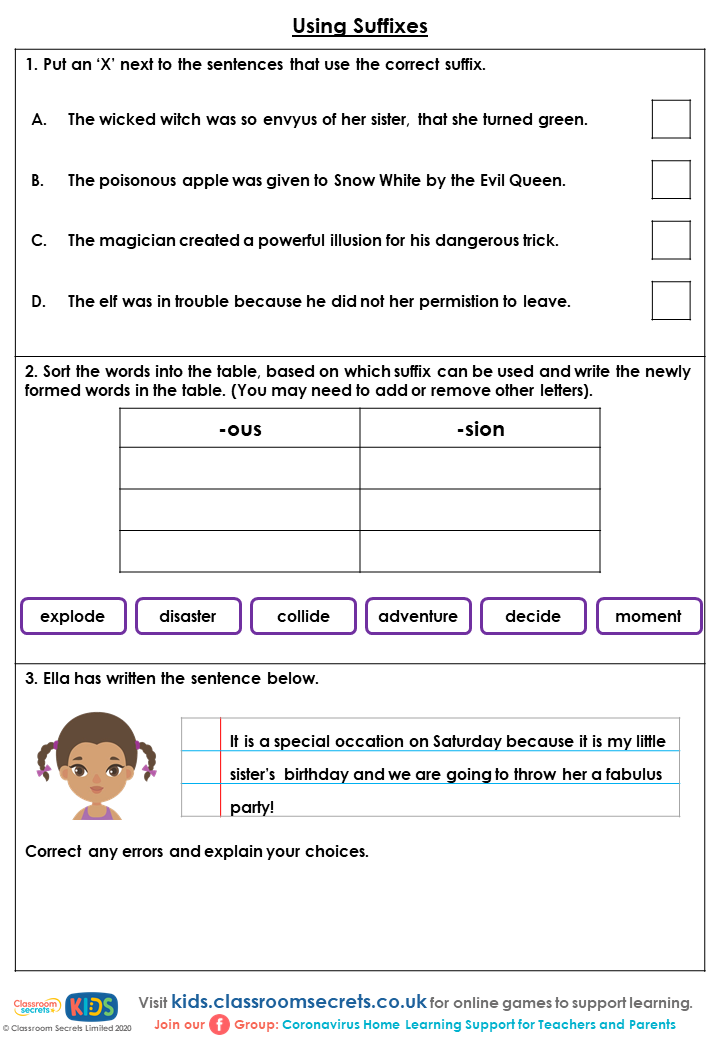 Using Suffixes
1. Put an ‘X’ next to the sentences that use the correct suffix.
A. The wicked witch was so envyus of her sister, that she turned green.
B. The poisonous apple was given to Snow White by the Evil Queen.
C. The magician created a powerful illusion for his dangerous trick.
D. The elf was in trouble because he did not her permistion to leave.
2. Sort the words into the table, based on which suffix can be used and write the newly
formed words in the table. (You may need to add or remove other letters).
-ous -sion
explode disaster collide adventure decide moment
3. Ella has written the sentence below.
It is a special occation on Saturday because it is my little
sister’s birthday and we are going to throw her a fabulus
party!
Correct any errors and explain your choices.
Classroom Secrets KIDS
© Classroom Secrets Limited 2020
Visit kids.classroomsecrets.co.uk for online games to support learning.
Join our f Group: Coronavirus Home Learning Support for Teachers and Parents